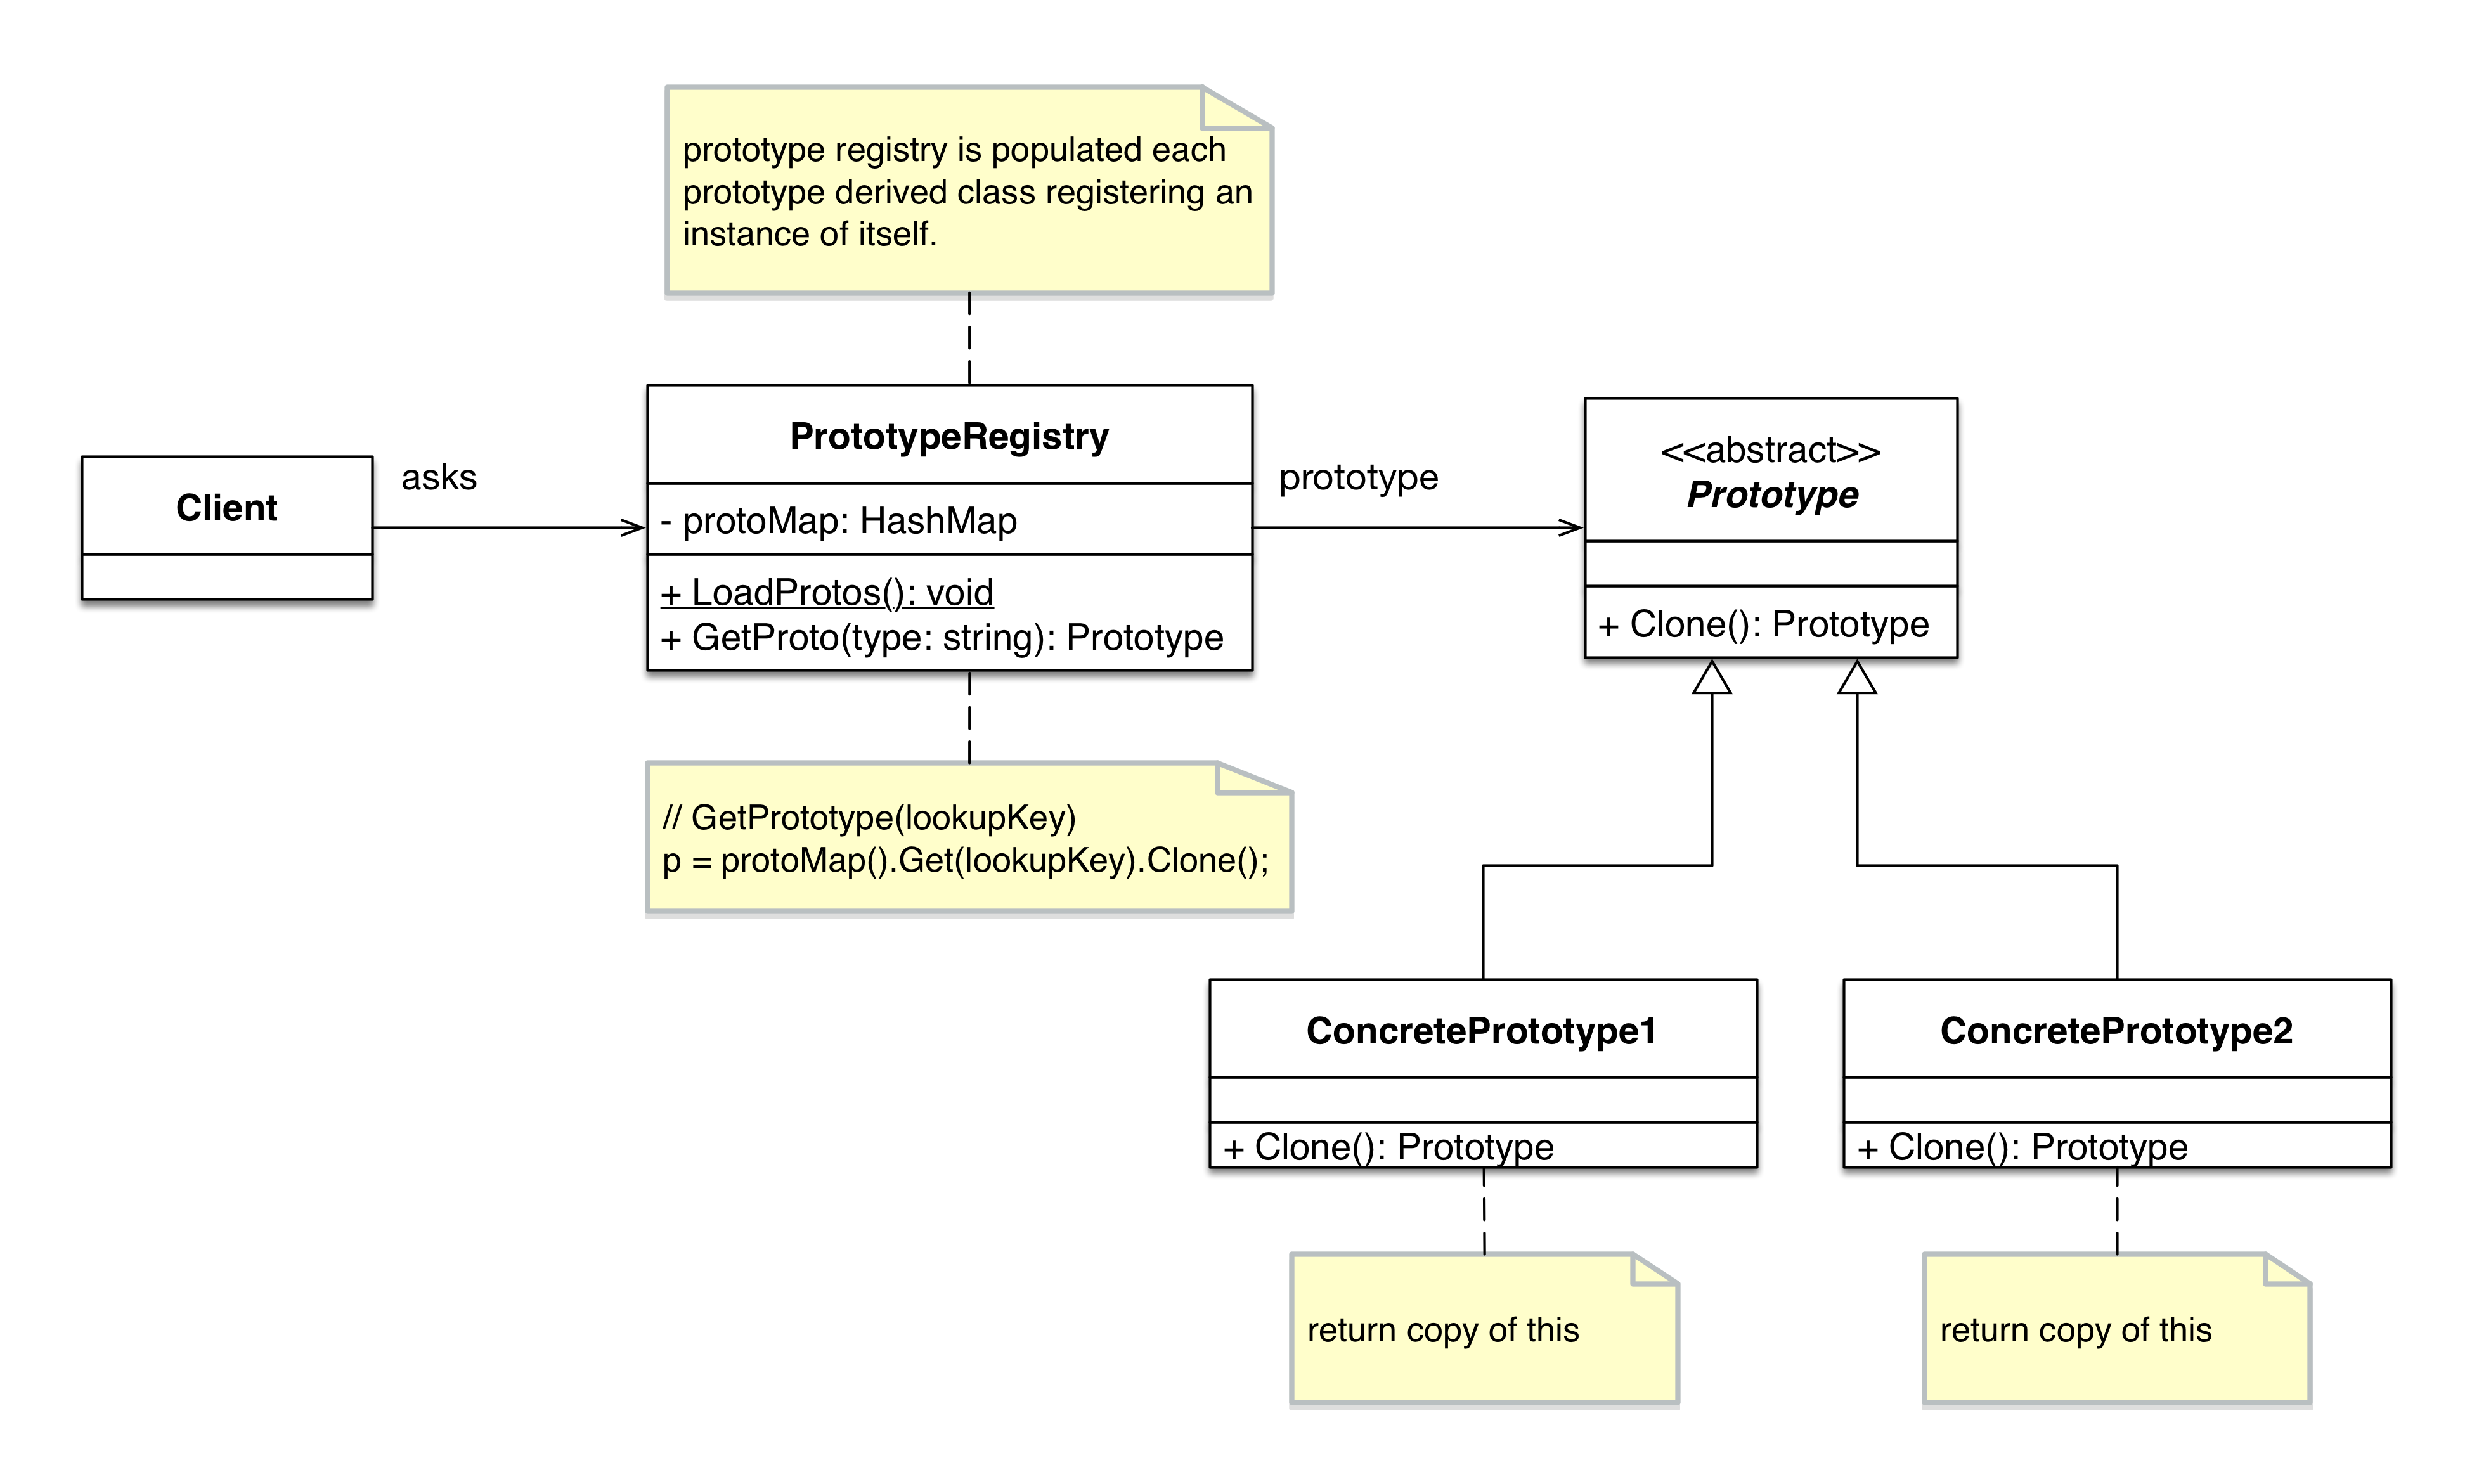 prototype registry is populated each
prototype derived class registering an
instance of itself.
Client
asks
PrototypeRegistry
- protoMap: HashMap
+ LoadProtos(): void
+ GetProto(type: string): Prototype
prototype
<<abstract>>
Prototype
+ Clone(): Prototype
// GetPrototype(lookupKey)
p = protoMap().Get(lookupKey).Clone();
ConcretePrototype1
+ Clone(): Prototype
ConcretePrototype2
+ Clone(): Prototype
return copy of this
return copy of this